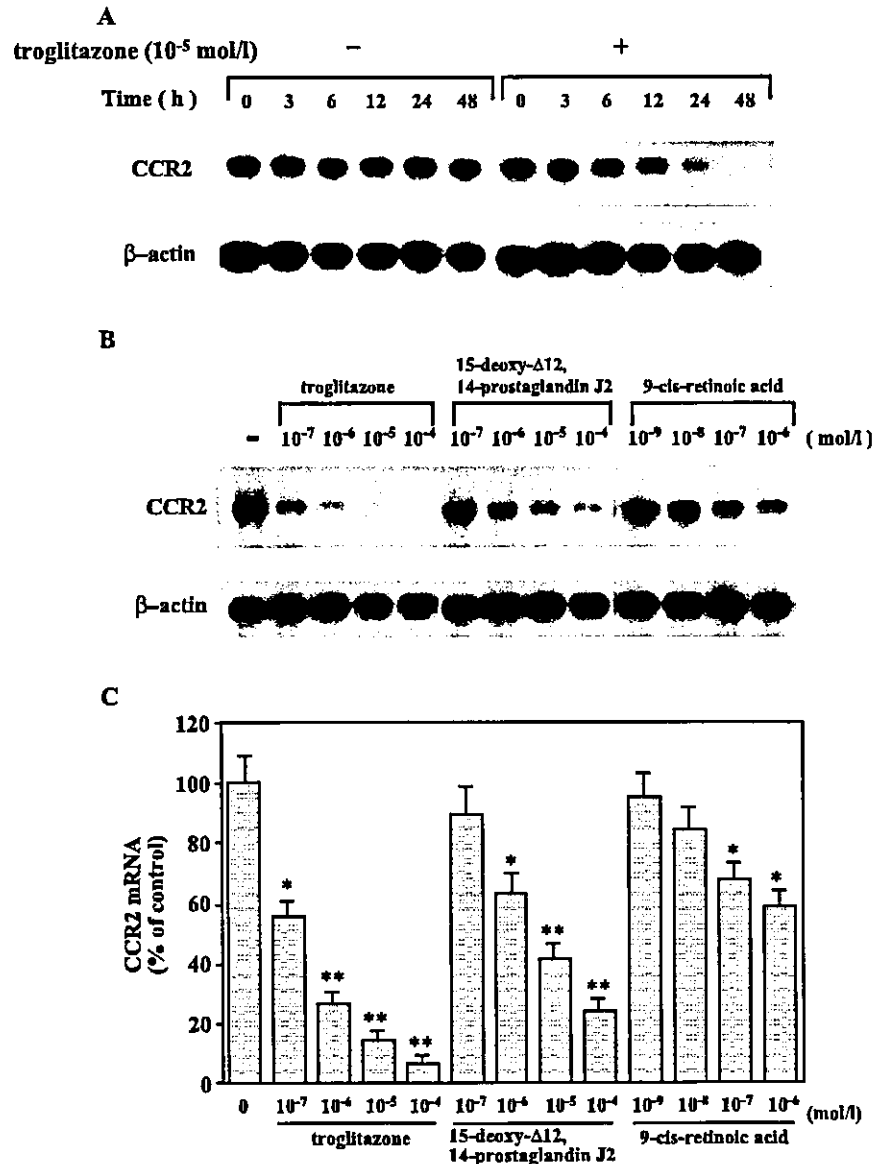 A
troglitazone (10⁻⁵ mol/l) − +
Time ( h ) 0 3 6 12 24 48 0 3 6 12 24 48
CCR2
β–actin
B
troglitazone 15-deoxy-Δ12, 14-prostaglandin J2 9-cis-retinoic acid
− 10⁻⁷ 10⁻⁶ 10⁻⁵ 10⁻⁴ 10⁻⁷ 10⁻⁶ 10⁻⁵ 10⁻⁴ 10⁻⁹ 10⁻⁸ 10⁻⁷ 10⁻⁶ ( mol/l )
CCR2
β–actin
C
CCR2 mRNA
(% of control)
120
100
80
60
40
20
0
* ** ** ** * ** ** * *
0 10⁻⁷ 10⁻⁶ 10⁻⁵ 10⁻⁴ 10⁻⁷ 10⁻⁶ 10⁻⁵ 10⁻⁴ 10⁻⁹ 10⁻⁸ 10⁻⁷ 10⁻⁶ (mol/l)
troglitazone 15-deoxy-Δ12, 14-prostaglandin J2 9-cis-retinoic acid